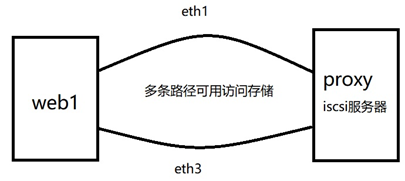 eth1
web1
多条路径可用访问存储
proxy
iscsi服务器
eth3